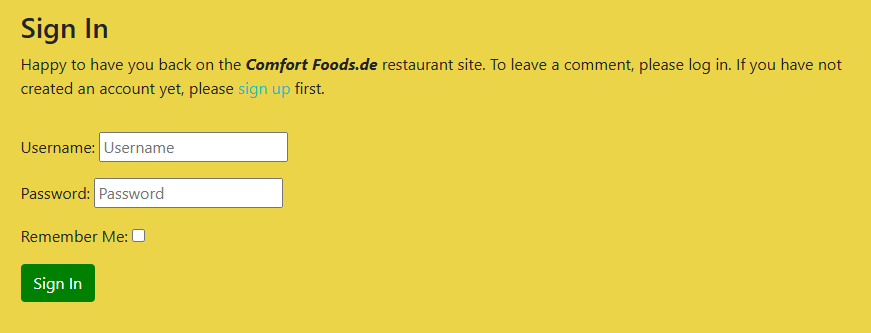 Sign In
Happy to have you back on the Comfort Foods.de restaurant site. To leave a comment, please log in. If you have not
created an account yet, please sign up first.
Username: Username
Password: Password
Remember Me:
Sign In